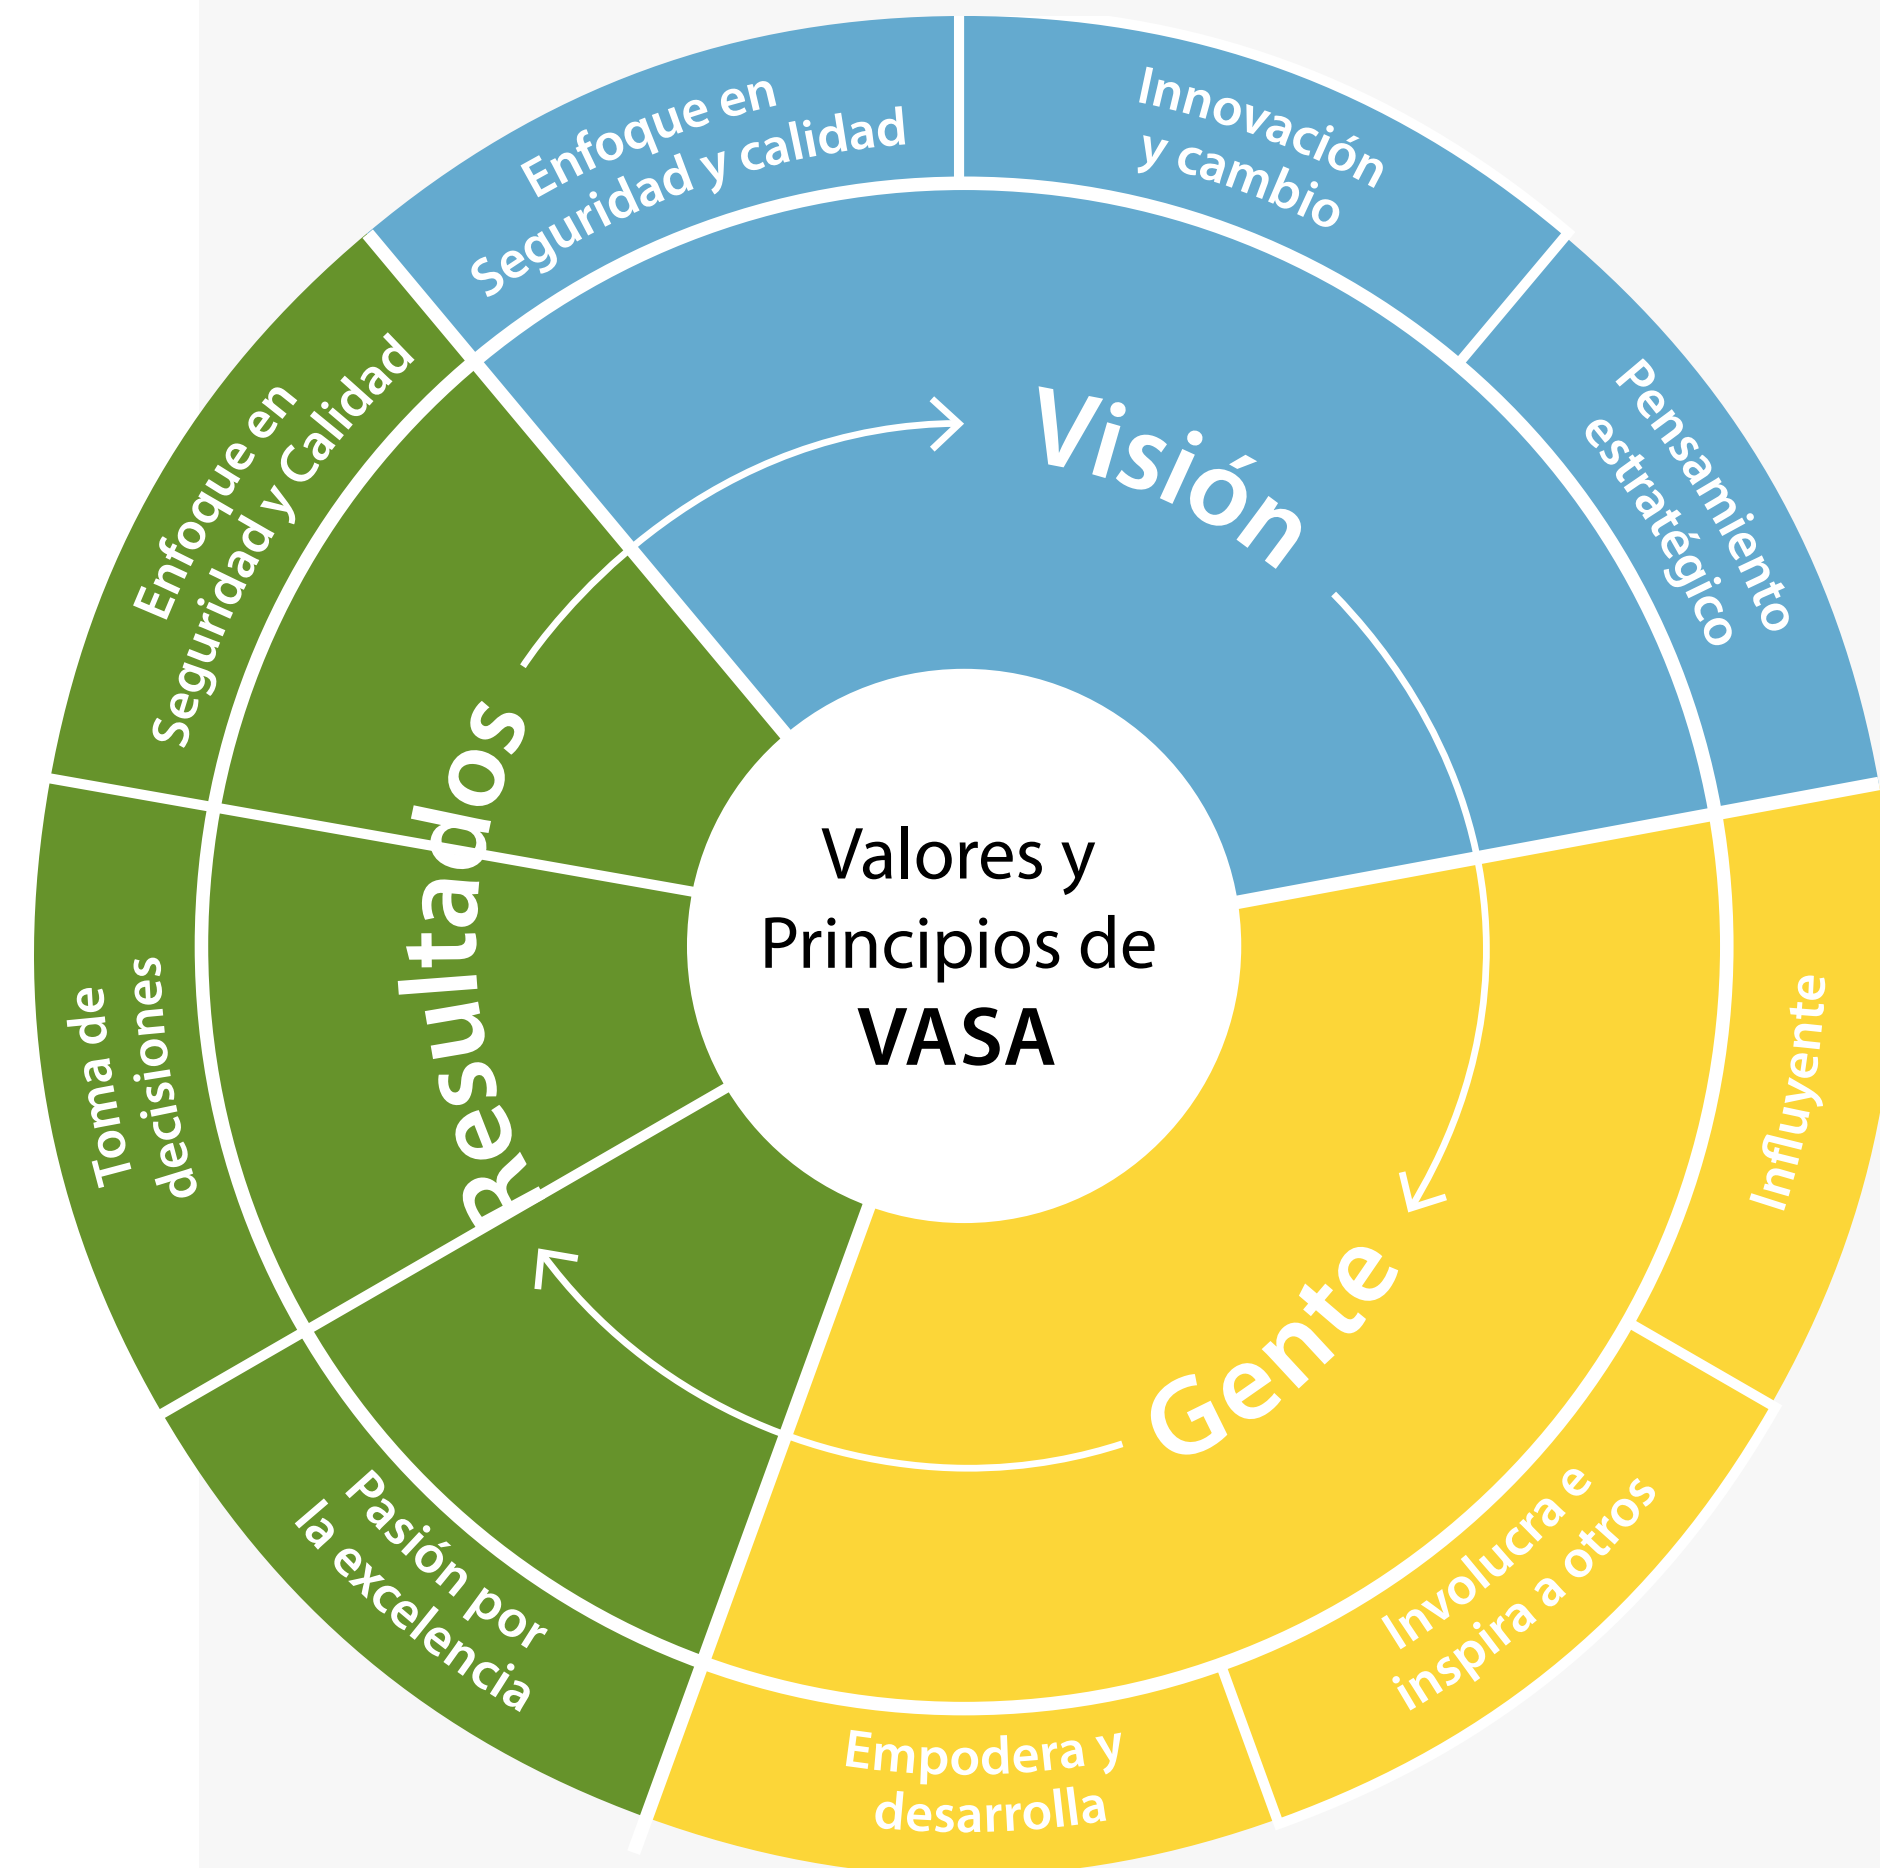 Enfoque en
Seguridad y calidad
Innovación
y cambio
Pensamiento
estratégico
Visión
Enfoque en
Seguridad y Calidad
Resultados
Valores y
Principios de
VASA
Toma de
decisiones
Influyente
Gente
Involucra e
inspira a otros
Pasión por
la excelencia
Empodera y
desarrolla